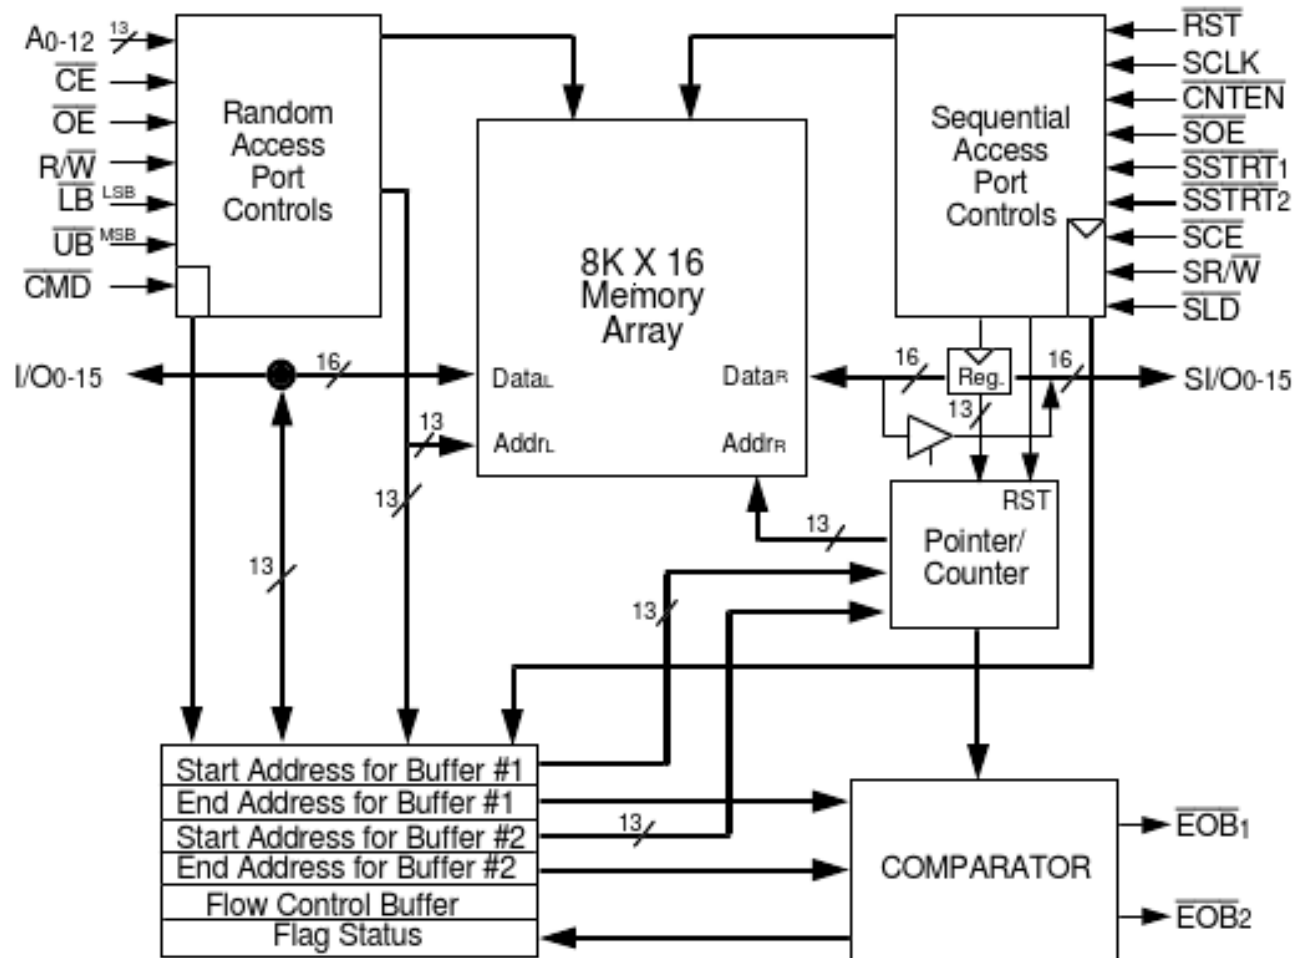 A0-12
13
CE
OE
R/W
LB LSB
UB MSB
CMD
Random
Access
Port
Controls
Sequential
Access
Port
Controls
RST
SCLK
CNTEN
SOE
SSTRT1
SSTRT2
SCE
SR/W
SLD
8K X 16
Memory
Array
I/O0-15
16
DataL
DataR
16
Reg.
16
SI/O0-15
13
AddrL
AddrR
13
13
RST
Pointer/
Counter
13
13
13
Start Address for Buffer #1
End Address for Buffer #1
Start Address for Buffer #2
13
End Address for Buffer #2
Flow Control Buffer
Flag Status
COMPARATOR
EOB1
EOB2